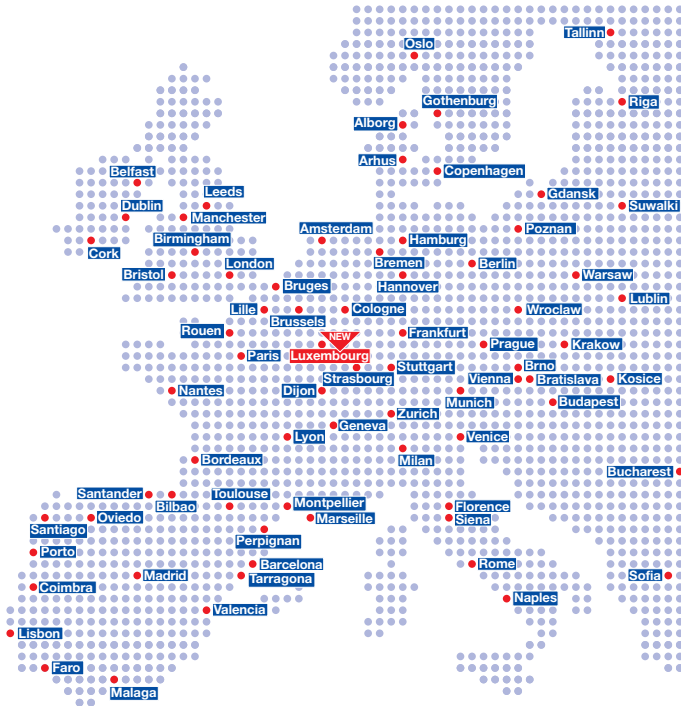 Tallinn
Oslo
Gothenburg
Riga
Alborg
Arhus
Copenhagen
Belfast
Leeds
Gdansk
Dublin
Suwalki
Manchester
Amsterdam
Poznan
Birmingham
Hamburg
Cork
London
Bremen
Berlin
Bristol
Warsaw
Bruges
Hannover
Lublin
Lille
Cologne
Wroclaw
Brussels
Rouen
Frankfurt
NEW
Prague
Krakow
Paris
Luxembourg
Stuttgart
Brno
Strasbourg
Vienna
Bratislava
Kosice
Nantes
Dijon
Munich
Budapest
Zurich
Geneva
Lyon
Venice
Bordeaux
Milan
Bucharest
Santander
Toulouse
Bilbao
Montpellier
Florence
Oviedo
Marseille
Siena
Santiago
Perpignan
Porto
Barcelona
Rome
Madrid
Tarragona
Sofia
Coimbra
Naples
Valencia
Lisbon
Faro
Malaga